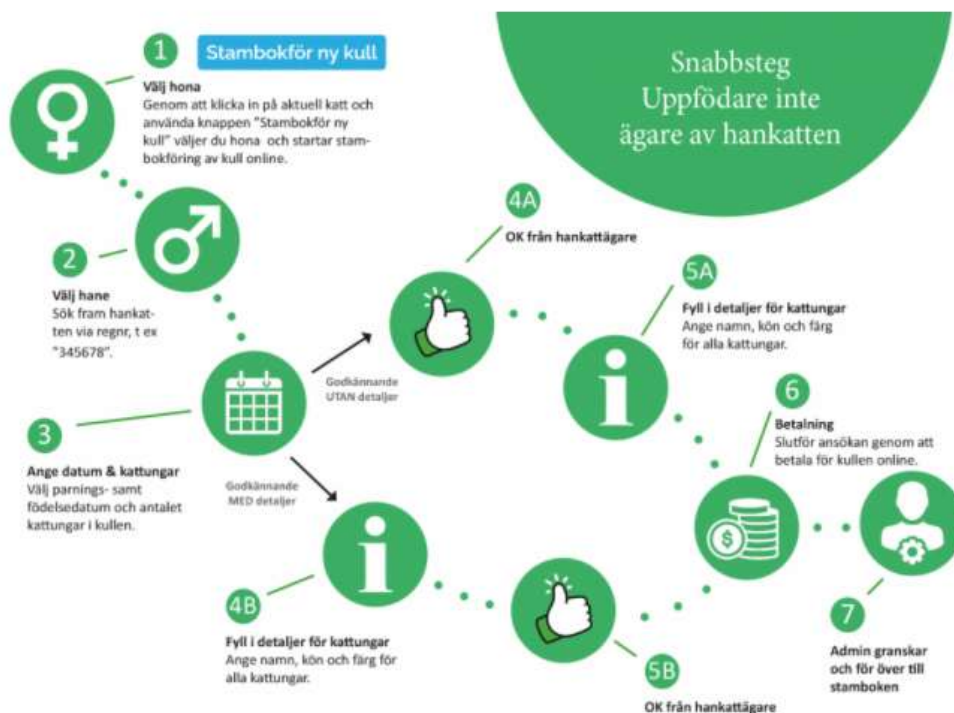 Snabbsteg
Uppfödare inte
ägare av hankatten
1
Stambokför ny kull
Välj hona
Genom att klicka in på aktuell katt och
använda knappen "Stambokför ny
kull" väljer du hona och startar stam-
bokföring av kull online.
2
Välj hane
Sök fram hankat-
ten via regnr, t ex
"345678".
3
Ange datum & kattungar
Välj parnings- samt
födelsedatum och antalet
kattungar i kullen.
Godkännande
UTAN detaljer
4A
OK från hankattägare
5A
Fyll i detaljer för kattungar
Ange namn, kön och färg
för alla kattungar.
Godkännande
MED detaljer
4B
Fyll i detaljer för kattungar
Ange namn, kön och färg för
alla kattungar.
5B
OK från hankattägare
6
Betalning
Slutför ansökan genom att
betala för kullen online.
$
7
Admin granskar
och för över till
stamboken